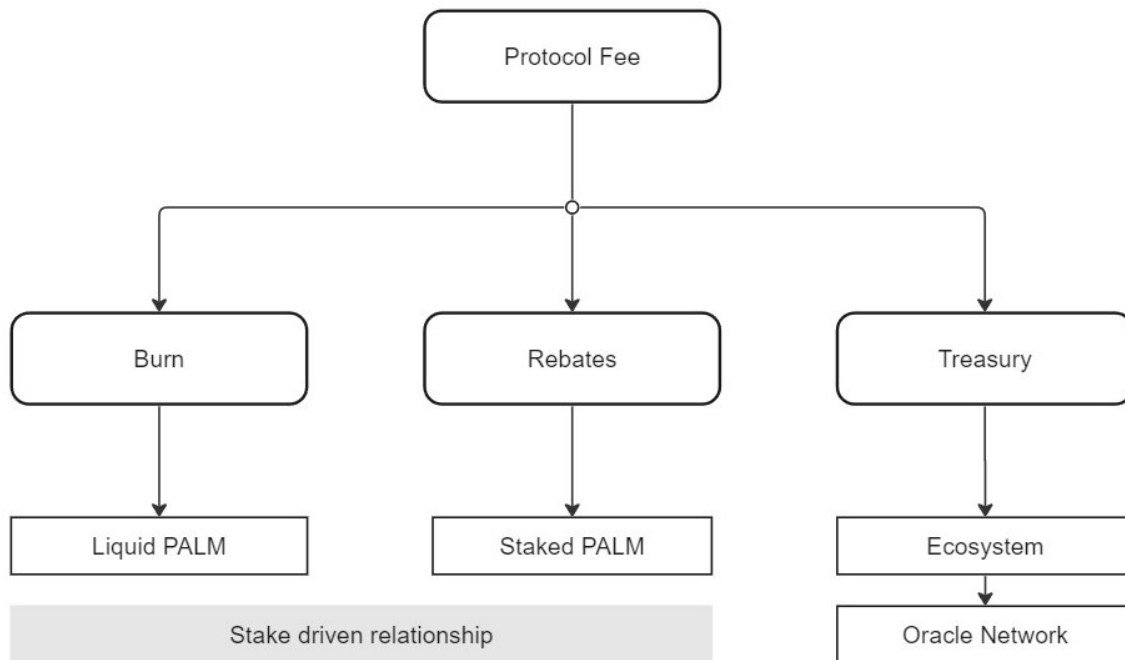 Protocol Fee
Burn
Rebates
Treasury
Liquid PALM
Staked PALM
Ecosystem
Stake driven relationship
Oracle Network